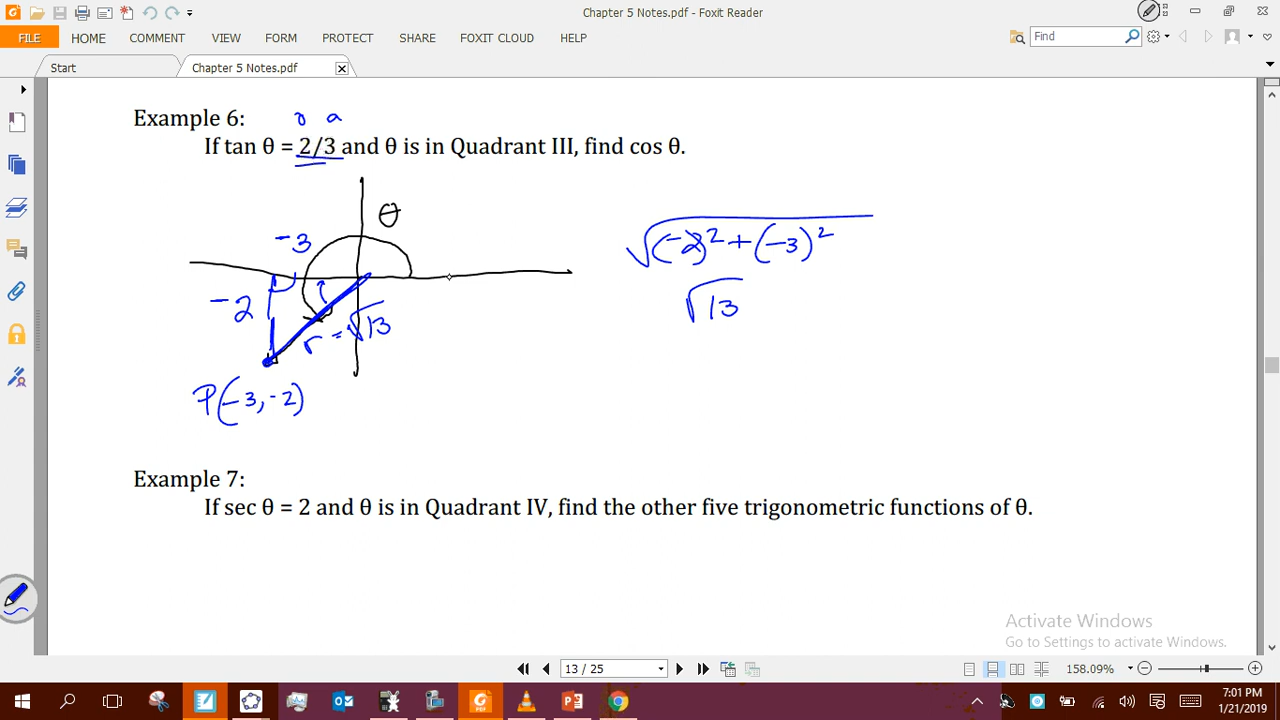 Chapter 5 Notes.pdf - Foxit Reader
FILE HOME COMMENT VIEW FORM PROTECT SHARE FOXIT CLOUD HELP Find
Start Chapter 5 Notes.pdf
Example 6: o a
If tan θ = 2/3 and θ is in Quadrant III, find cos θ.
θ
-3
√(-2)² + (-3)²
-2
√13
r = √13
P(-3, -2)
Example 7:
If sec θ = 2 and θ is in Quadrant IV, find the other five trigonometric functions of θ.
Activate Windows
Go to Settings to activate Windows.
13 / 25 158.09%
7:01 PM
1/21/2019